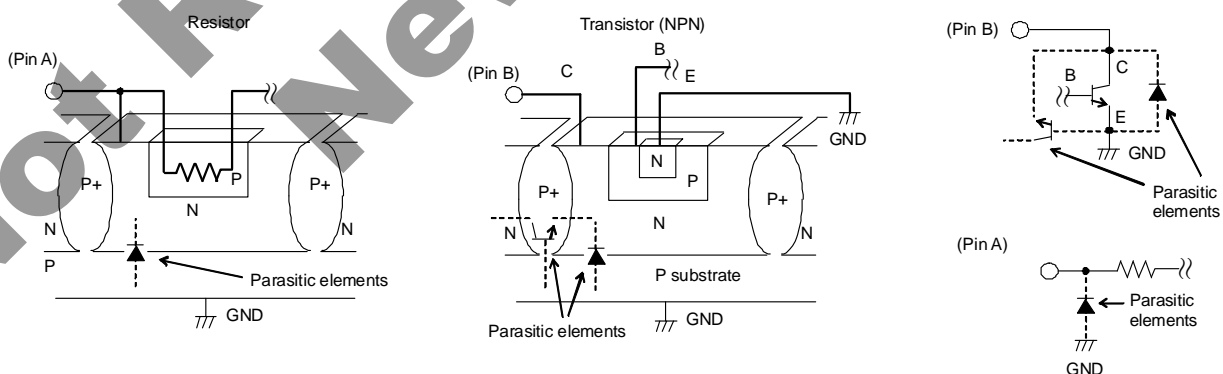 Resistor
(Pin A)
P+
P
P+
N
N
N
P
Parasitic elements
GND
Transistor (NPN)
B
(Pin B)
C
E
GND
N
P+
P
P+
N
N
N
P substrate
Parasitic elements
GND
(Pin B)
C
B
E
GND
Parasitic
elements
(Pin A)
Parasitic
elements
GND